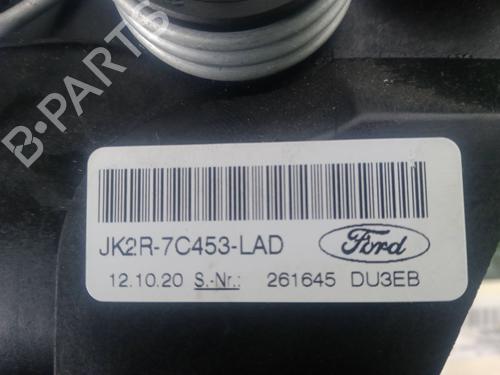 B-PARTS
JK2R-7C453-LAD Ford
12.10.20 S.-Nr.: 261645 DU3EB